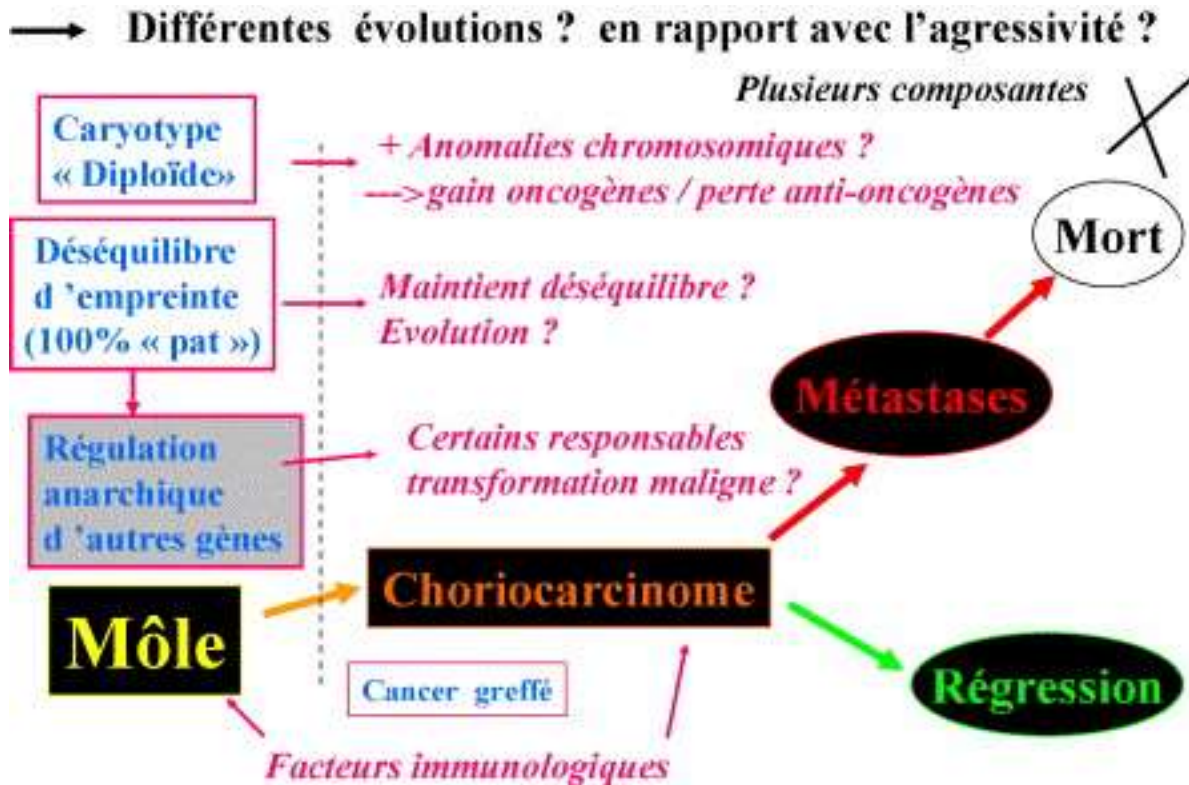 Différentes évolutions ? en rapport avec l'agressivité ?
Plusieurs composantes
Caryotype
« Diploïde»
+ Anomalies chromosomiques ?
--->gain oncogènes / perte anti-oncogènes
Mort
Déséquilibre
d 'empreinte
(100% « pat »)
Maintient déséquilibre ?
Evolution ?
Métastases
Régulation
anarchique
d 'autres gènes
Certains responsables
transformation maligne ?
Choriocarcinome
Môle
Cancer greffé
Régression
Facteurs immunologiques